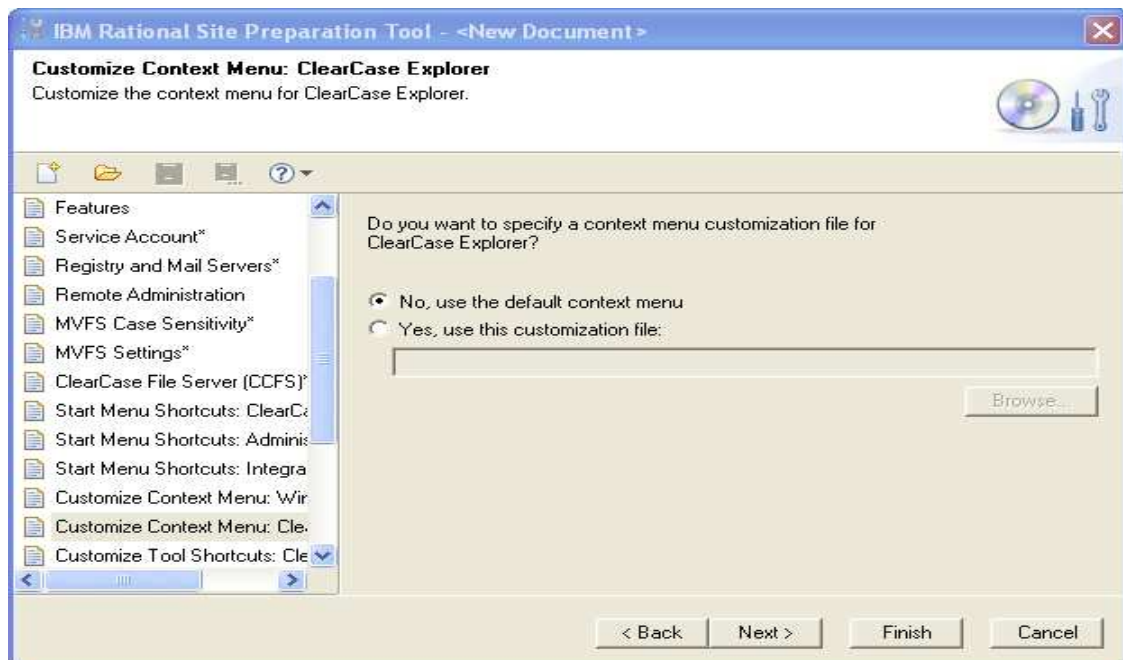 IBM Rational Site Preparation Tool - <New Document>
Customize Context Menu: ClearCase Explorer
Customize the context menu for ClearCase Explorer.
Features
Service Account*
Registry and Mail Servers*
Remote Administration
MVFS Case Sensitivity*
MVFS Settings*
ClearCase File Server (CCFS)*
Start Menu Shortcuts: ClearCa
Start Menu Shortcuts: Adminis
Start Menu Shortcuts: Integra
Customize Context Menu: Wir
Customize Context Menu: Cle
Customize Tool Shortcuts: Cle
Do you want to specify a context menu customization file for
ClearCase Explorer?
No, use the default context menu
Yes, use this customization file:
Browse...
< Back
Next >
Finish
Cancel